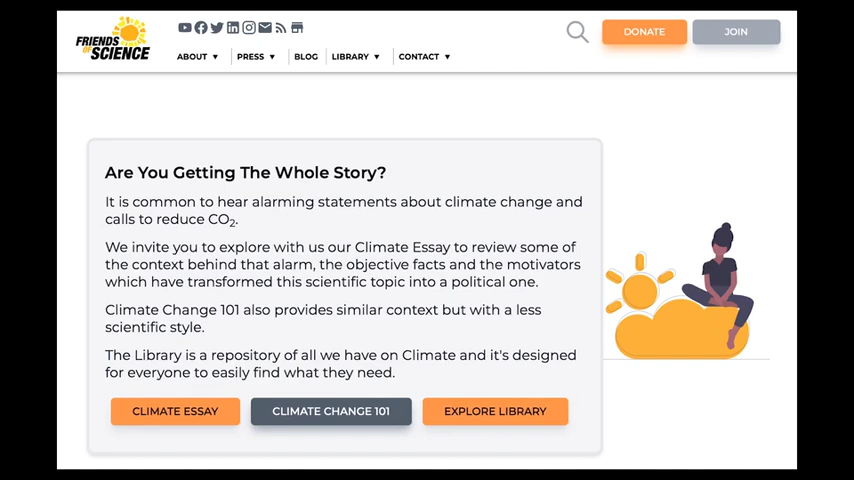 FRIENDS
OF
SCIENCE
DONATE
JOIN
ABOUT ▼
PRESS ▼
BLOG
LIBRARY ▼
CONTACT ▼
Are You Getting The Whole Story?
It is common to hear alarming statements about climate change and
calls to reduce CO₂.
We invite you to explore with us our Climate Essay to review some of
the context behind that alarm, the objective facts and the motivators
which have transformed this scientific topic into a political one.
Climate Change 101 also provides similar context but with a less
scientific style.
The Library is a repository of all we have on Climate and it's designed
for everyone to easily find what they need.
CLIMATE ESSAY
CLIMATE CHANGE 101
EXPLORE LIBRARY